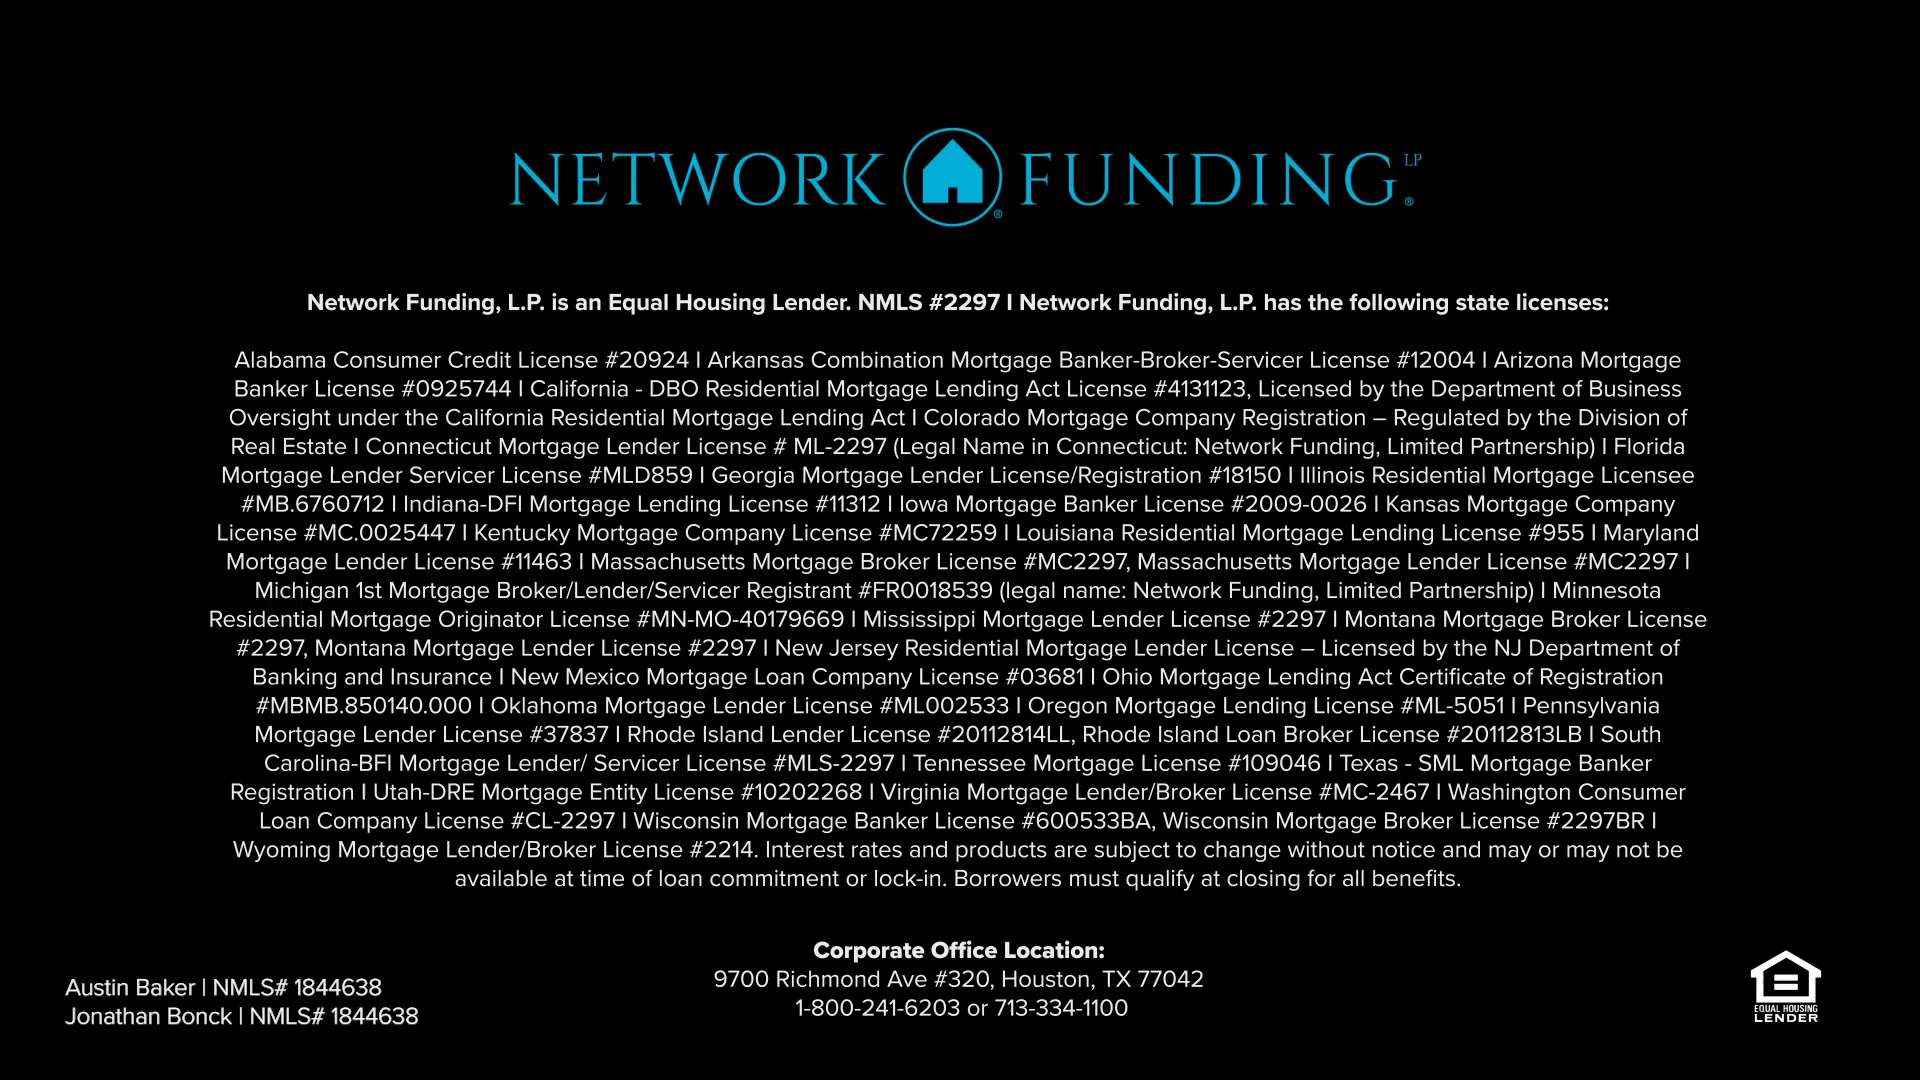 NETWORK FUNDING LP ®
®
Network Funding, L.P. is an Equal Housing Lender. NMLS #2297 I Network Funding, L.P. has the following state licenses:
Alabama Consumer Credit License #20924 I Arkansas Combination Mortgage Banker-Broker-Servicer License #12004 I Arizona Mortgage
Banker License #0925744 I California - DBO Residential Mortgage Lending Act License #4131123, Licensed by the Department of Business
Oversight under the California Residential Mortgage Lending Act I Colorado Mortgage Company Registration – Regulated by the Division of
Real Estate I Connecticut Mortgage Lender License # ML-2297 (Legal Name in Connecticut: Network Funding, Limited Partnership) I Florida
Mortgage Lender Servicer License #MLD859 I Georgia Mortgage Lender License/Registration #18150 I Illinois Residential Mortgage Licensee
#MB.6760712 I Indiana-DFI Mortgage Lending License #11312 I Iowa Mortgage Banker License #2009-0026 I Kansas Mortgage Company
License #MC.0025447 I Kentucky Mortgage Company License #MC72259 I Louisiana Residential Mortgage Lending License #955 I Maryland
Mortgage Lender License #11463 I Massachusetts Mortgage Broker License #MC2297, Massachusetts Mortgage Lender License #MC2297 I
Michigan 1st Mortgage Broker/Lender/Servicer Registrant #FR0018539 (legal name: Network Funding, Limited Partnership) I Minnesota
Residential Mortgage Originator License #MN-MO-40179669 I Mississippi Mortgage Lender License #2297 I Montana Mortgage Broker License
#2297, Montana Mortgage Lender License #2297 I New Jersey Residential Mortgage Lender License – Licensed by the NJ Department of
Banking and Insurance I New Mexico Mortgage Loan Company License #03681 I Ohio Mortgage Lending Act Certificate of Registration
#MBMB.850140.000 I Oklahoma Mortgage Lender License #ML002533 I Oregon Mortgage Lending License #ML-5051 I Pennsylvania
Mortgage Lender License #37837 I Rhode Island Lender License #20112814LL, Rhode Island Loan Broker License #20112813LB I South
Carolina-BFI Mortgage Lender/ Servicer License #MLS-2297 I Tennessee Mortgage License #109046 I Texas - SML Mortgage Banker
Registration I Utah-DRE Mortgage Entity License #10202268 I Virginia Mortgage Lender/Broker License #MC-2467 I Washington Consumer
Loan Company License #CL-2297 I Wisconsin Mortgage Banker License #600533BA, Wisconsin Mortgage Broker License #2297BR I
Wyoming Mortgage Lender/Broker License #2214. Interest rates and products are subject to change without notice and may or may not be
available at time of loan commitment or lock-in. Borrowers must qualify at closing for all benefits.
Corporate Office Location:
9700 Richmond Ave #320, Houston, TX 77042
1-800-241-6203 or 713-334-1100
Austin Baker | NMLS# 1844638
Jonathan Bonck | NMLS# 1844638
EQUAL HOUSING
LENDER